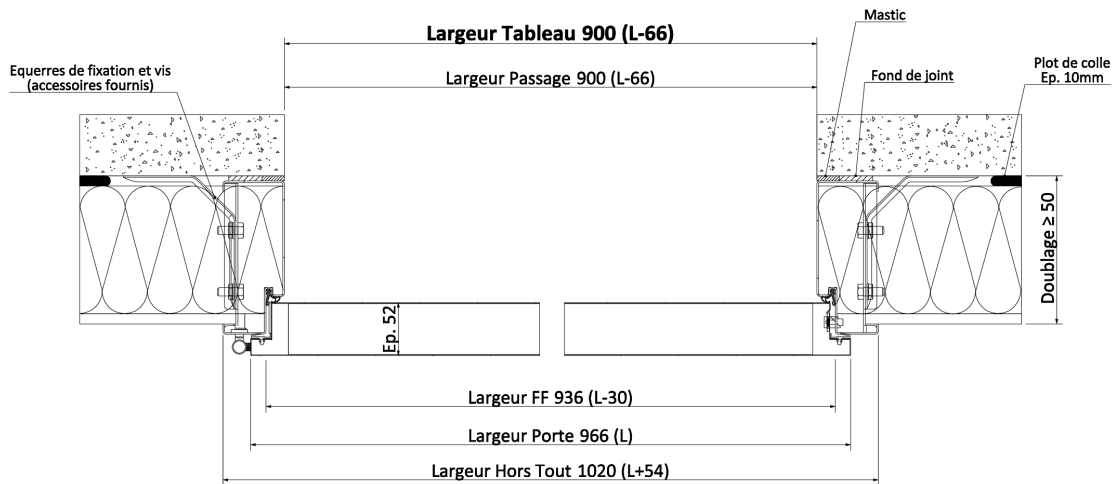 Mastic
Largeur Tableau 900 (L-66)
Equerres de fixation et vis
(accessoires fournis)
Largeur Passage 900 (L-66)
Fond de joint
Plot de colle
Ep. 10mm
Doublage ≥ 50
Ep. 52
Largeur FF 936 (L-30)
Largeur Porte 966 (L)
Largeur Hors Tout 1020 (L+54)